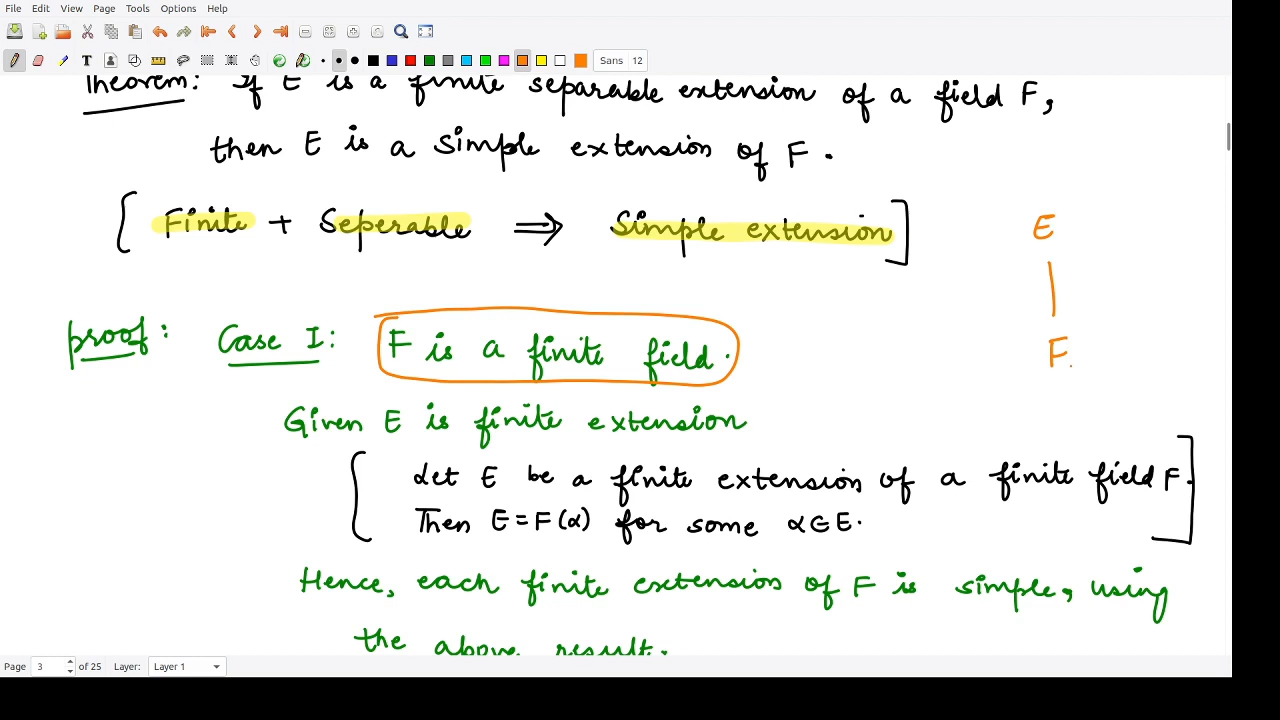 File Edit View Page Tools Options Help
Sans 12
Theorem: If E is a finite separable extension of a field F,
then E is a simple extension of F.
[ Finite + Seperable ⇒ Simple extension ]
E
|
F
proof: Case I: F is a finite field.
Given E is finite extension
[ Let E be a finite extension of a finite field F.
Then E = F(α) for some α ∈ E. ]
Hence, each finite extension of F is simple, using
the above result.
Page 3 of 25 Layer: Layer 1